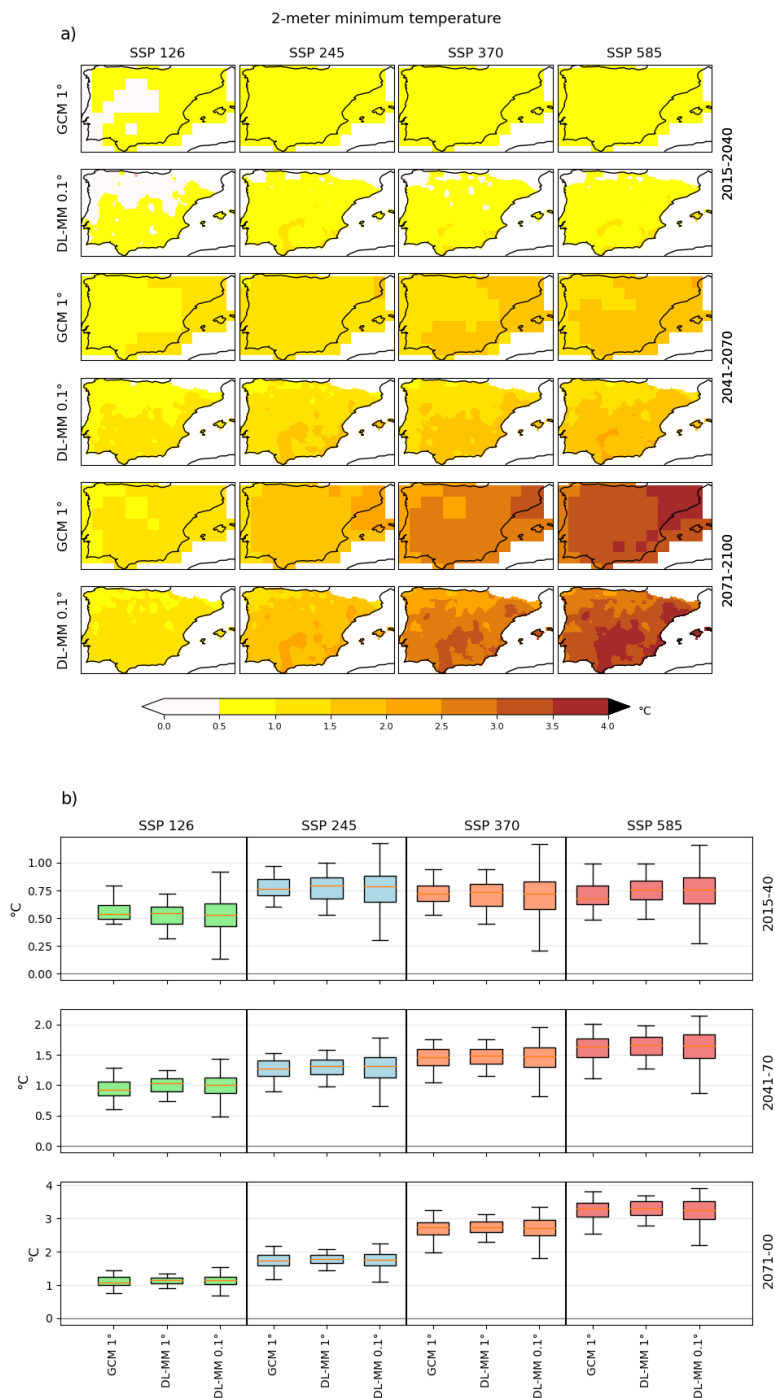 2-meter minimum temperature
a)
SSP 126 SSP 245 SSP 370 SSP 585
GCM 1°
DL-MM 0.1°
2015-2040
GCM 1°
DL-MM 0.1°
2041-2070
GCM 1°
DL-MM 0.1°
2071-2100
0.0 0.5 1.0 1.5 2.0 2.5 3.0 3.5 4.0 °C
b)
SSP 126 SSP 245 SSP 370 SSP 585
1.00
0.75
0.50
0.25
0.00
°C
2015-40
2.0
1.5
1.0
0.5
0.0
°C
2041-70
4
3
2
1
0
°C
2071-00
GCM 1° DL-MM 1° DL-MM 0.1° GCM 1° DL-MM 1° DL-MM 0.1° GCM 1° DL-MM 1° DL-MM 0.1° GCM 1° DL-MM 1° DL-MM 0.1°